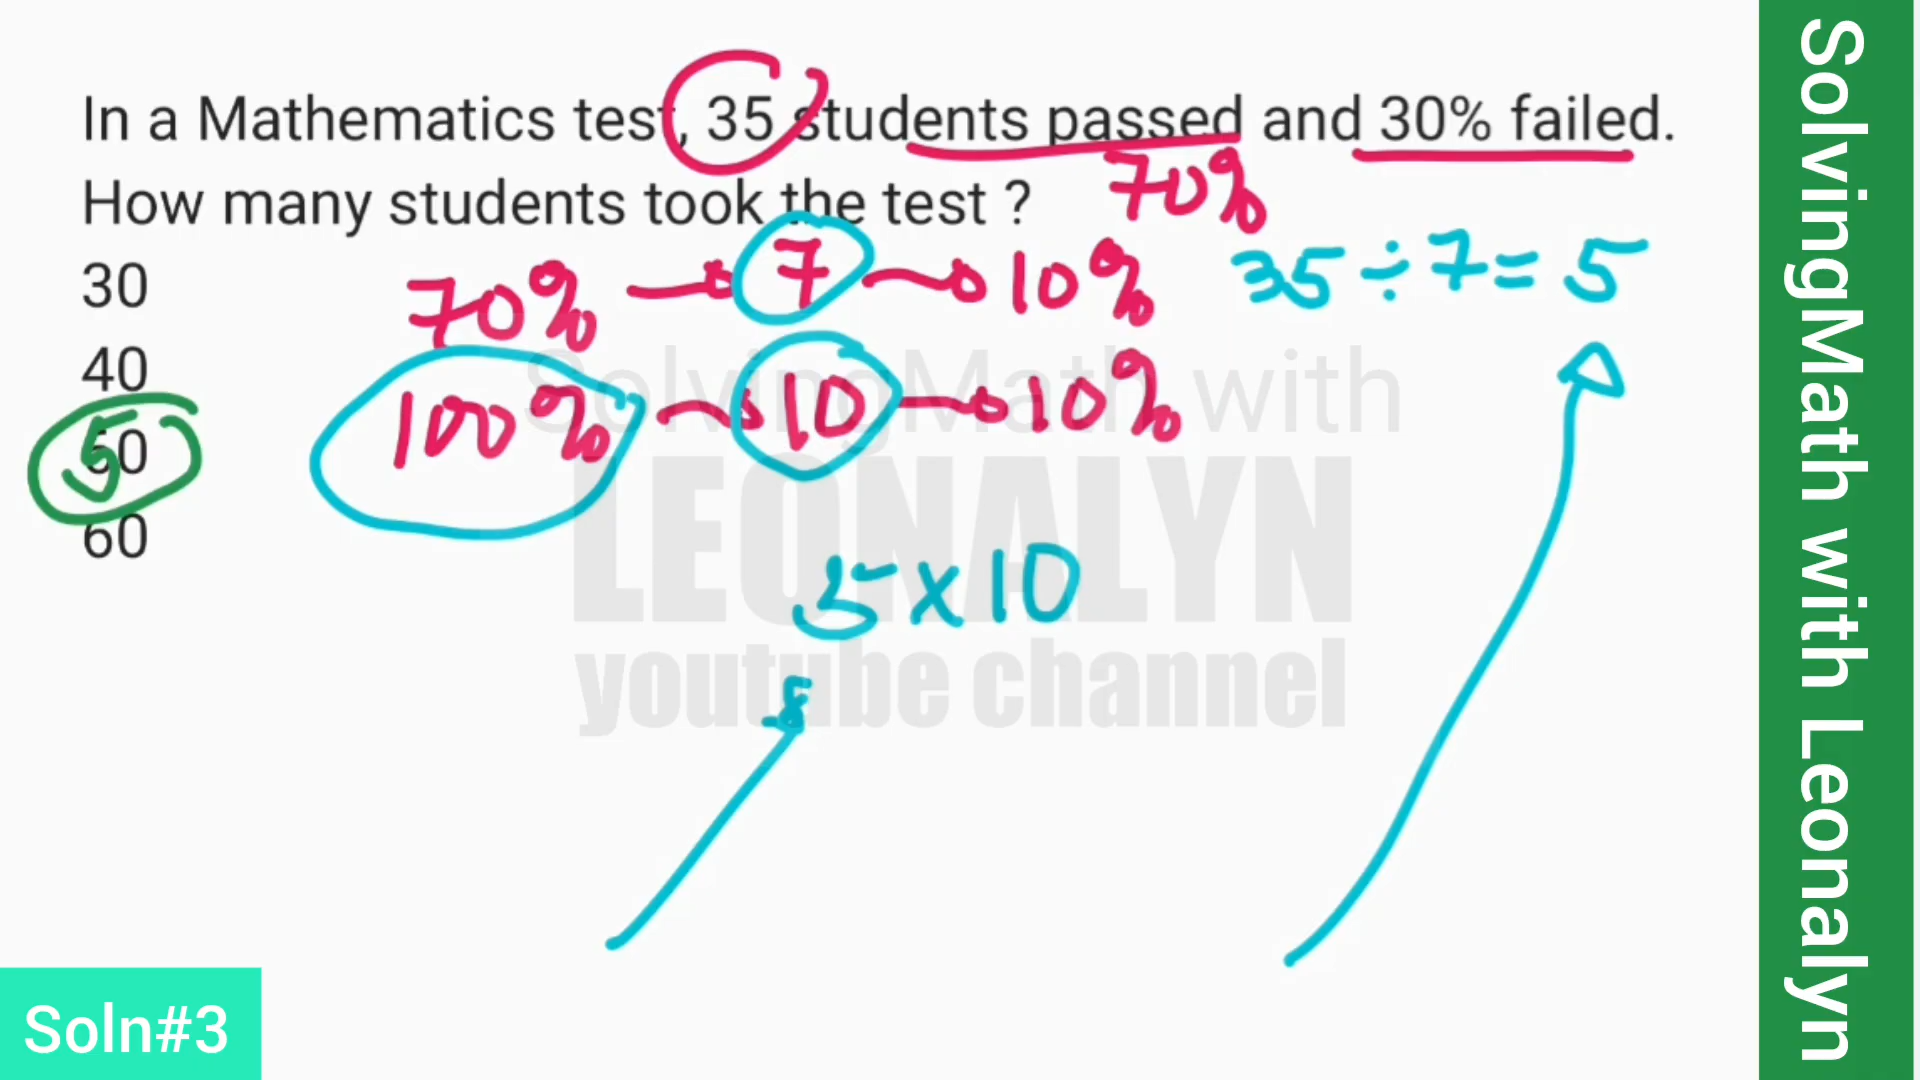 In a Mathematics test, 35 students passed and 30% failed.
70%
How many students took the test ?
30
70% 7 10% 35 ÷ 7 = 5
40
100% 10 10%
50
5
60
5 x 10
SolvingMath with
LEONALYN
youtube channel
Soln#3
SolvingMath with Leonalyn